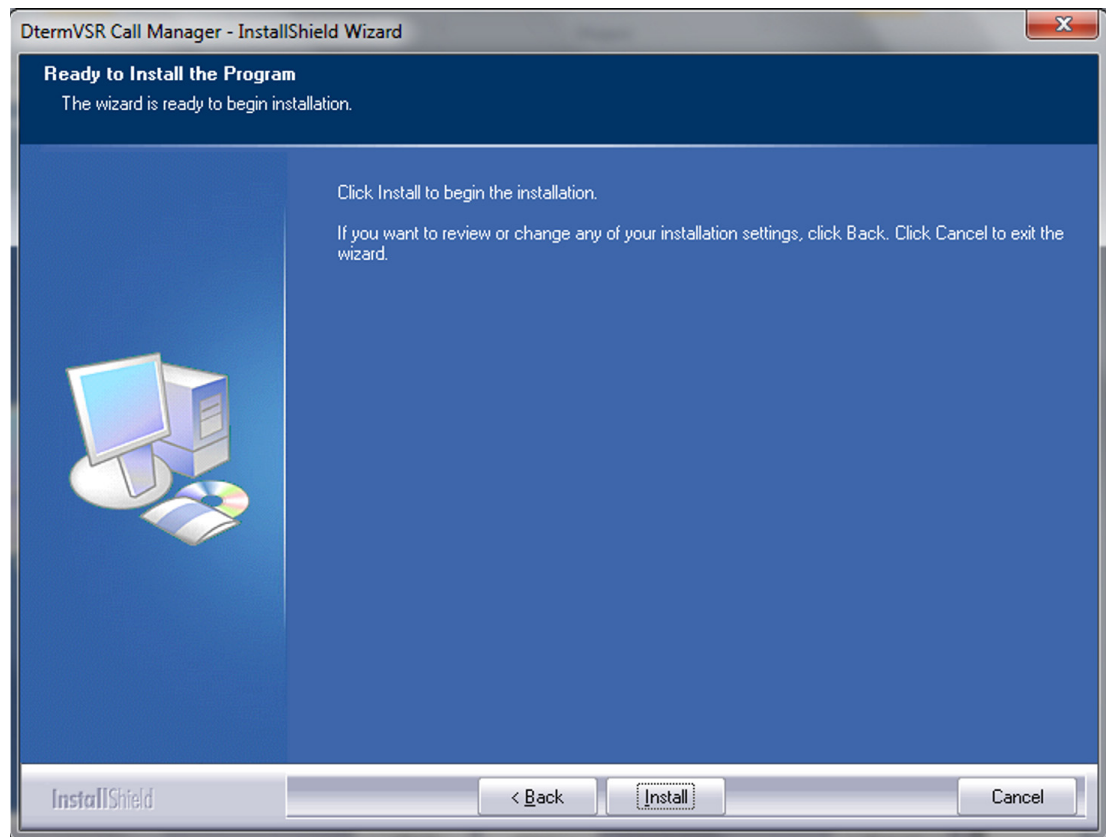 DtermVSR Call Manager - InstallShield Wizard
Ready to Install the Program
The wizard is ready to begin installation.
Click Install to begin the installation.
If you want to review or change any of your installation settings, click Back. Click Cancel to exit the
wizard.
InstallShield
< Back
Install
Cancel